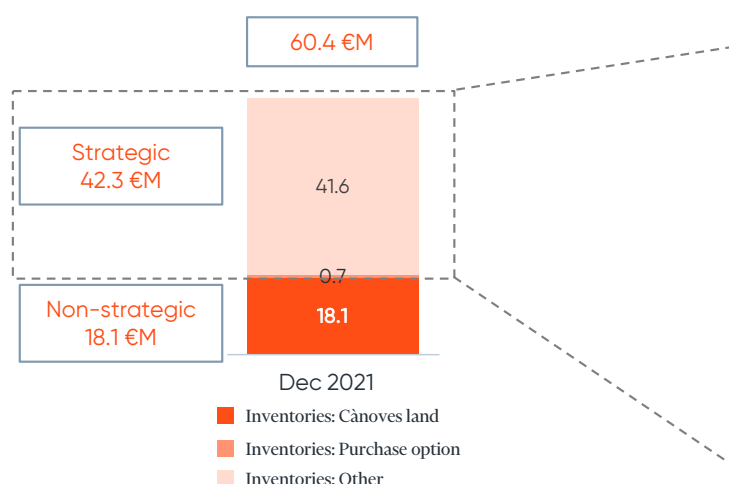 60.4 €M
Strategic
42.3 €M
41.6
0.7
Non-strategic
18.1 €M
18.1
Dec 2021
Inventories: Cànoves land
Inventories: Purchase option
Inventories: Other